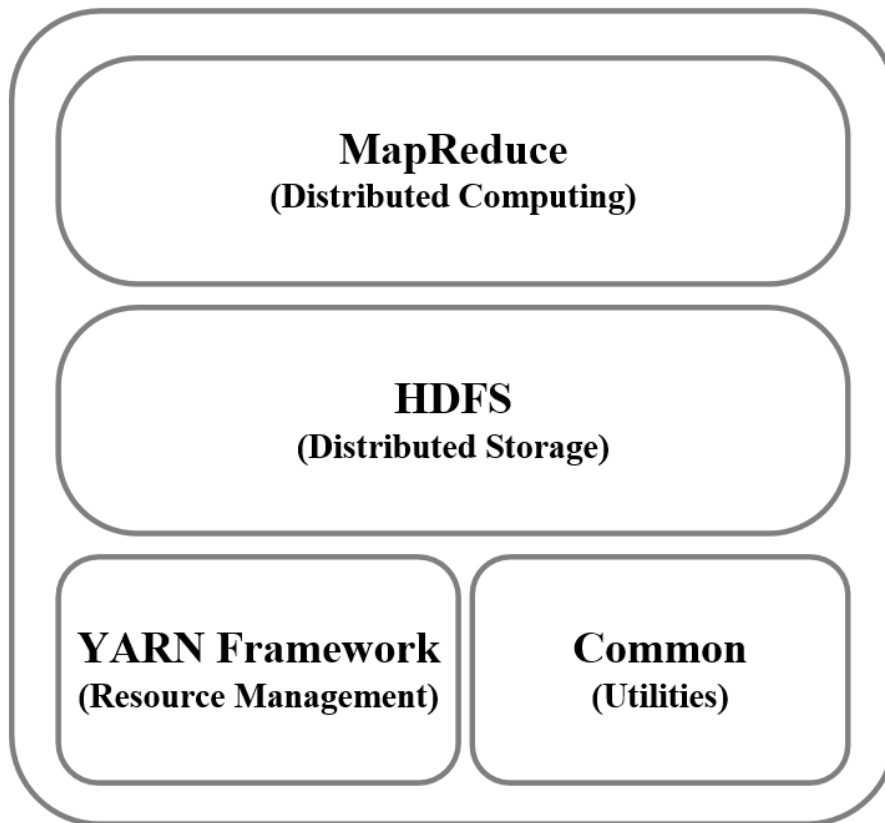 MapReduce
(Distributed Computing)
HDFS
(Distributed Storage)
YARN Framework
(Resource Management)
Common
(Utilities)